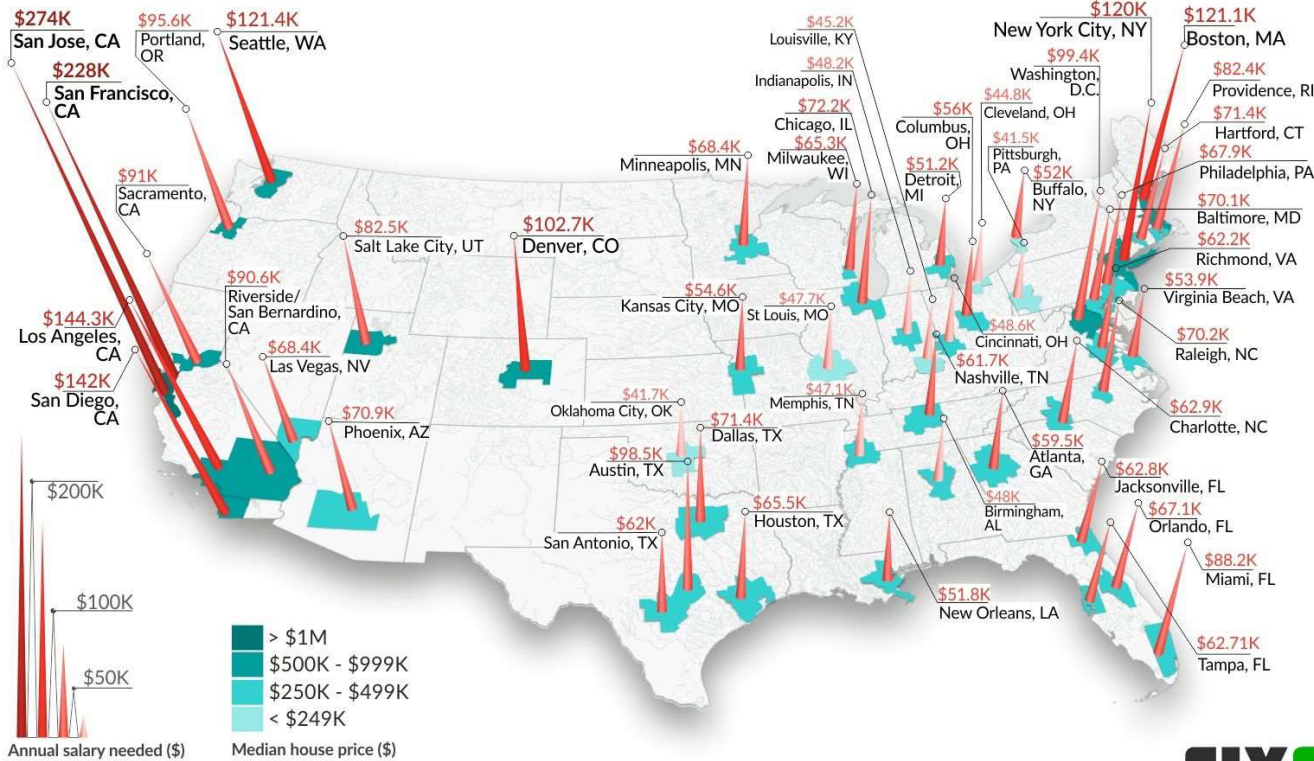 $274K
San Jose, CA
$95.6K
Portland,
OR
$121.4K
Seattle, WA
$228K
San Francisco,
CA
$91K
Sacramento,
CA
$82.5K
Salt Lake City, UT
$102.7K
Denver, CO
$90.6K
Riverside/
San Bernardino,
CA
$144.3K
Los Angeles,
CA
$68.4K
Las Vegas, NV
$142K
San Diego,
CA
$70.9K
Phoenix, AZ
$45.2K
Louisville, KY
$48.2K
Indianapolis, IN
$72.2K
Chicago, IL
$65.3K
Milwaukee,
WI
$68.4K
Minneapolis, MN
$56K
Columbus,
OH
$44.8K
Cleveland, OH
$51.2K
Detroit,
MI
$41.5K
Pittsburgh,
PA
$52K
Buffalo,
NY
$120K
New York City, NY
$99.4K
Washington,
D.C.
$121.1K
Boston, MA
$82.4K
Providence, RI
$71.4K
Hartford, CT
$67.9K
Philadelphia, PA
$70.1K
Baltimore, MD
$62.2K
Richmond, VA
$53.9K
Virginia Beach, VA
$70.2K
Raleigh, NC
$54.6K
Kansas City, MO
$47.7K
St Louis, MO
$48.6K
Cincinnati, OH
$61.7K
Nashville, TN
$47.1K
Memphis, TN
$41.7K
Oklahoma City, OK
$71.4K
Dallas, TX
$98.5K
Austin, TX
$65.5K
Houston, TX
$62K
San Antonio, TX
$62.9K
Charlotte, NC
$59.5K
Atlanta,
GA
$48K
Birmingham,
AL
$62.8K
Jacksonville, FL
$67.1K
Orlando, FL
$88.2K
Miami, FL
$51.8K
New Orleans, LA
$62.71K
Tampa, FL
$200K
$100K
$50K
Annual salary needed ($)
> $1M
$500K - $999K
$250K - $499K
< $249K
Median house price ($)